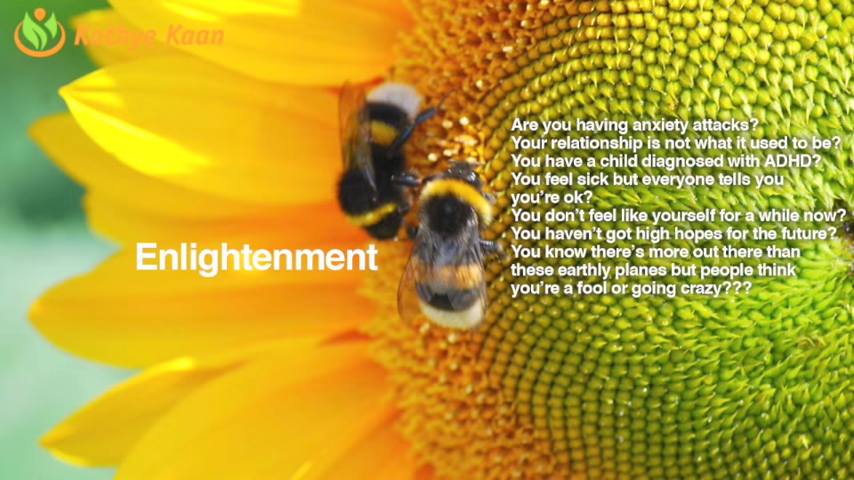 Kathye Kaan
Enlightenment
Are you having anxiety attacks?
Your relationship is not what it used to be?
You have a child diagnosed with ADHD?
You feel sick but everyone tells you
you're ok?
You don't feel like yourself for a while now?
You haven't got high hopes for the future?
You know there's more out there than
these earthly planes but people think
you're a fool or going crazy???